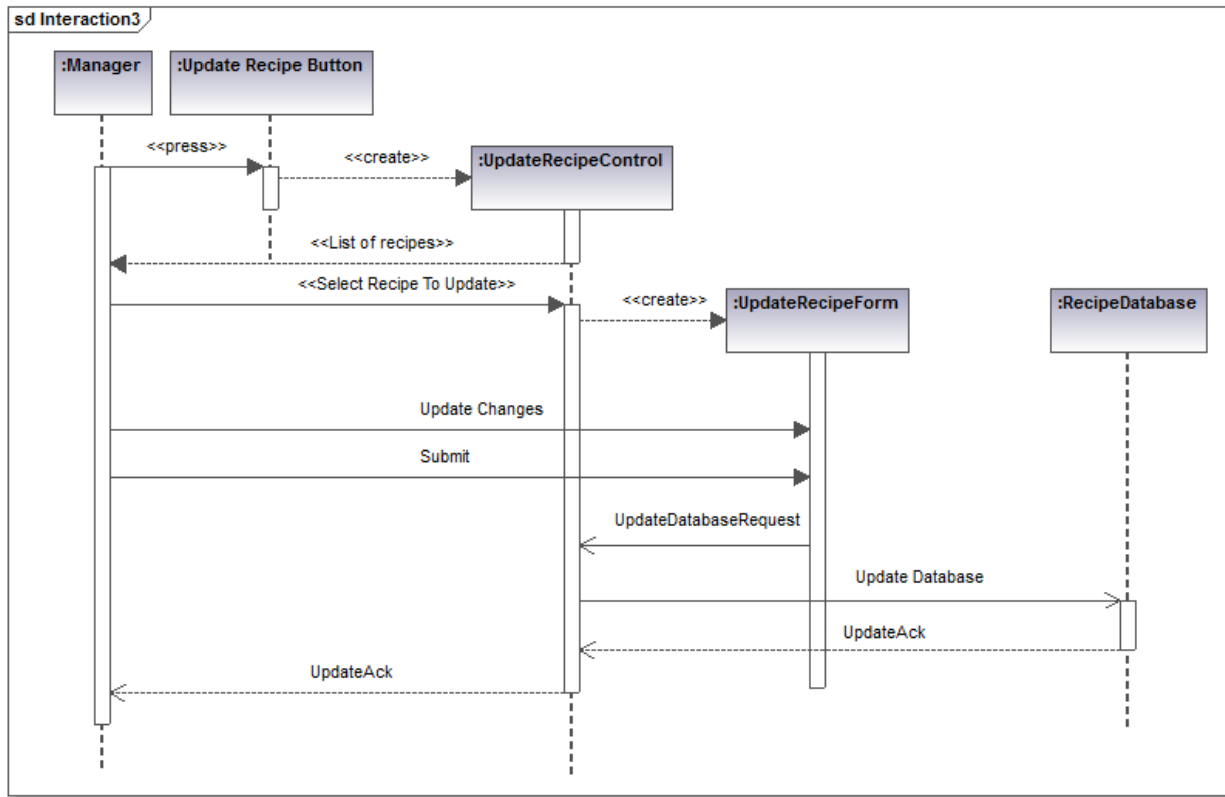 sd Interaction3
:Manager
:Update Recipe Button
<<press>>
<<create>>
:UpdateRecipeControl
<<List of recipes>>
<<Select Recipe To Update>>
<<create>>
:UpdateRecipeForm
:RecipeDatabase
Update Changes
Submit
UpdateDatabaseRequest
Update Database
UpdateAck
UpdateAck